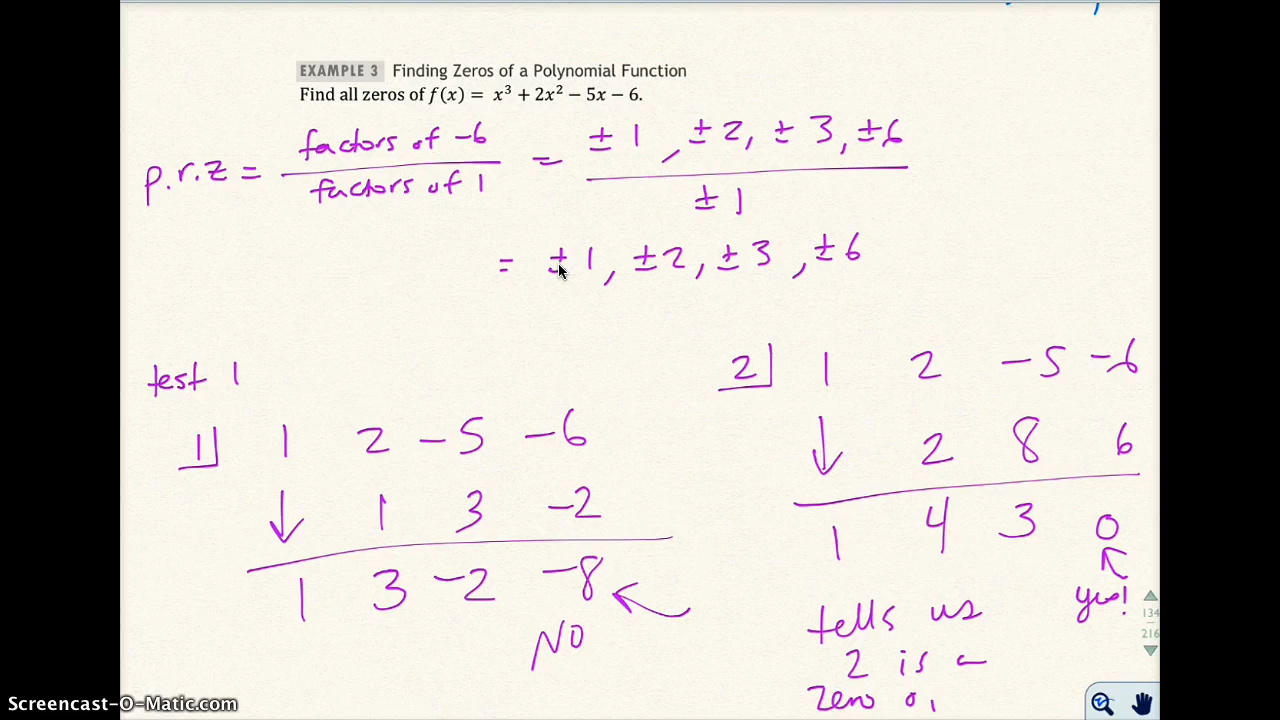 EXAMPLE 3 Finding Zeros of a Polynomial Function
Find all zeros of f(x) = x³ + 2x² − 5x − 6.
p.r.z = factors of -6 / factors of 1 = ± 1, ± 2, ± 3, ± 6 / ± 1
= ± 1, ± 2, ± 3, ± 6
test 1
1 1 2 -5 -6
↓ 1 3 -2
1 3 -2 -8
NO
2 1 2 -5 -6
↓ 2 8 6
1 4 3 0
yes!
tells us
2 is a
zero
134
216
Screencast-O-Matic.com